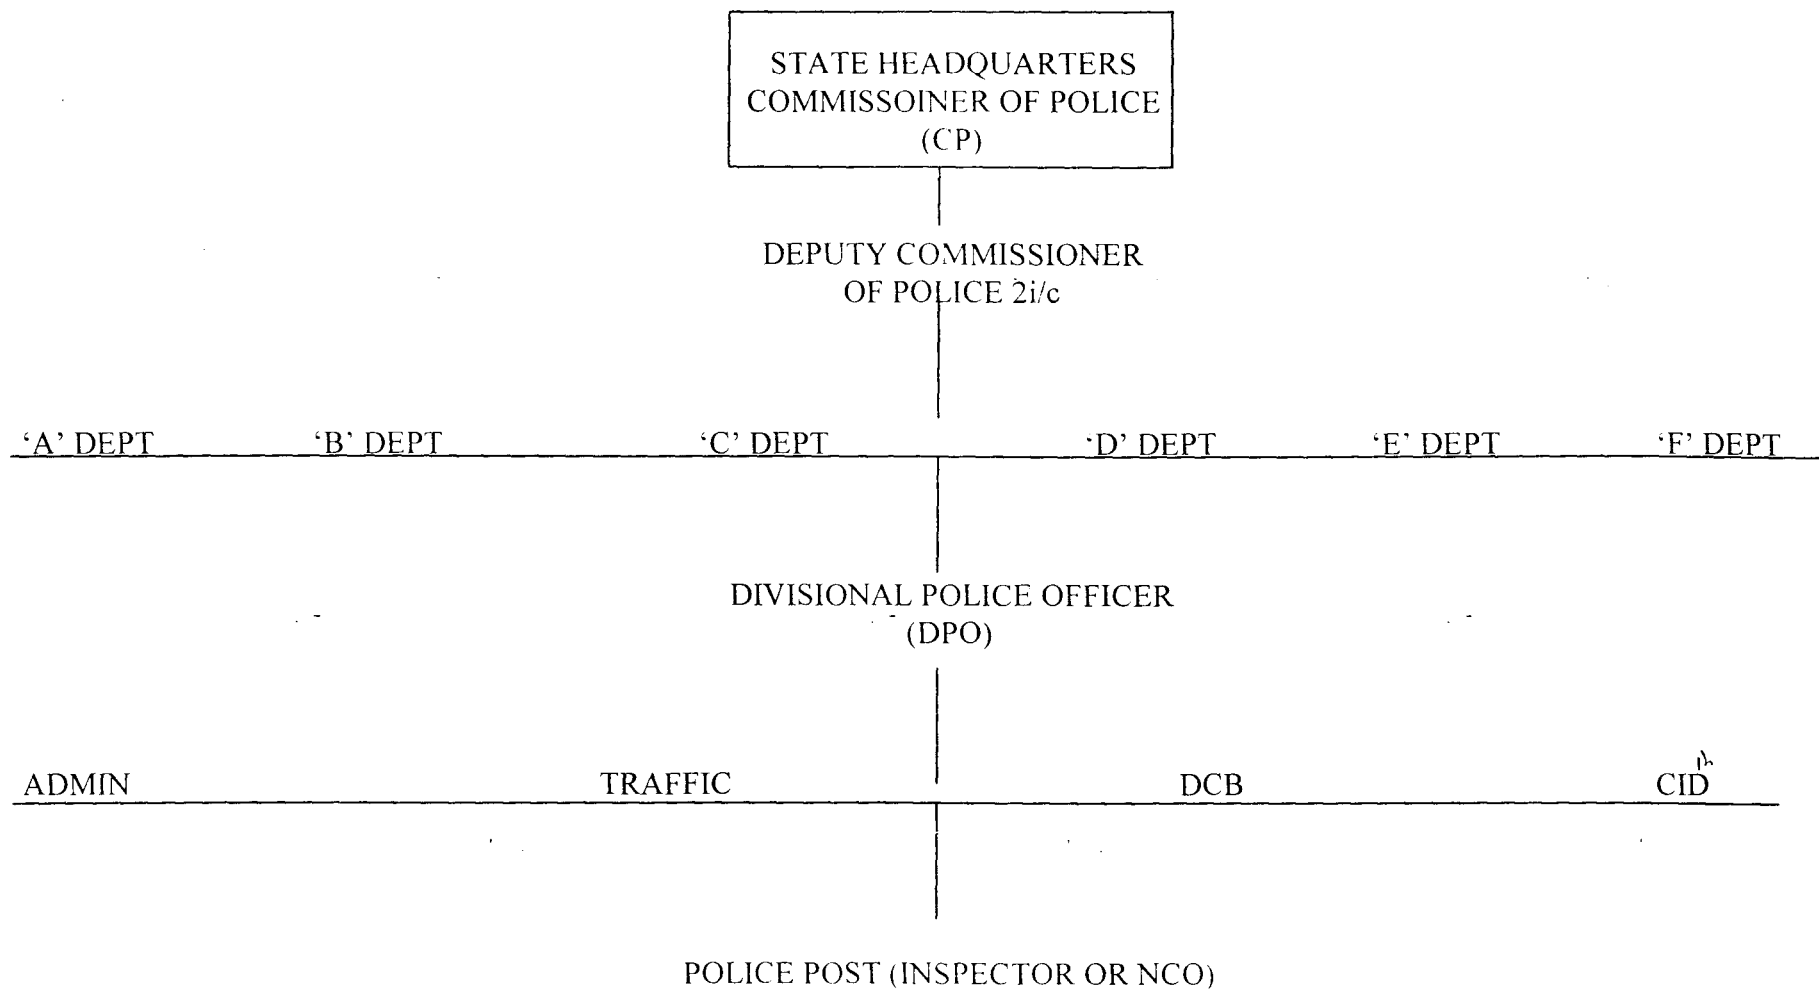 STATE HEADQUARTERS
COMMISSOINER OF POLICE
(CP)
DEPUTY COMMISSIONER
OF POLICE 2i/c
‘A’ DEPT ‘B’ DEPT ‘C’ DEPT ‘D’ DEPT ‘E’ DEPT ‘F’ DEPT
DIVISIONAL POLICE OFFICER
(DPO)
ADMIN TRAFFIC DCB CID
POLICE POST (INSPECTOR OR NCO)